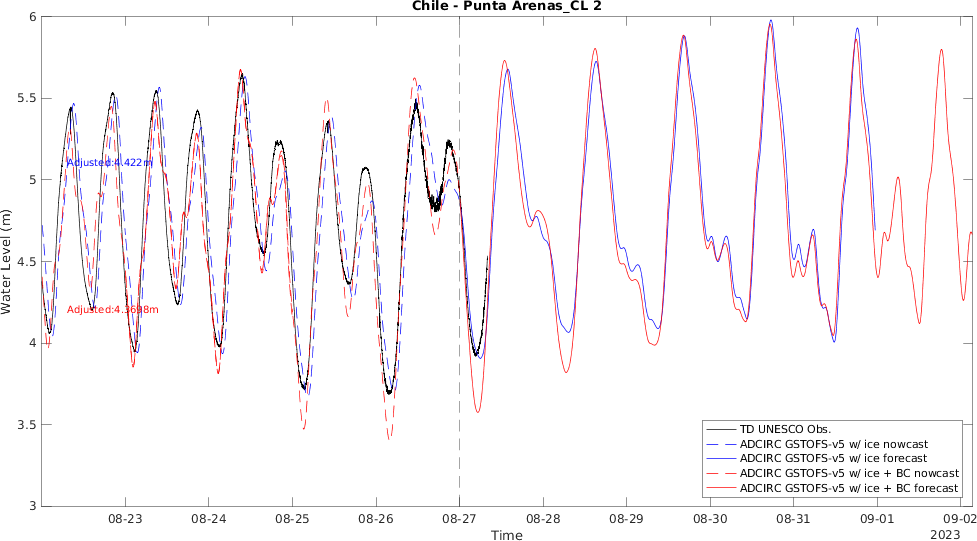 Chile - Punta Arenas_CL 2
6
5.5
5
4.5
4
3.5
3
Water Level (m)
Adjusted:4.422m
Adjusted:4.3698m
TD UNESCO Obs.
ADCIRC GSTOFS-v5 w/ ice nowcast
ADCIRC GSTOFS-v5 w/ ice forecast
ADCIRC GSTOFS-v5 w/ ice + BC nowcast
ADCIRC GSTOFS-v5 w/ ice + BC forecast
08-23 08-24 08-25 08-26 08-27 08-28 08-29 08-30 08-31 09-01 09-02
Time
2023